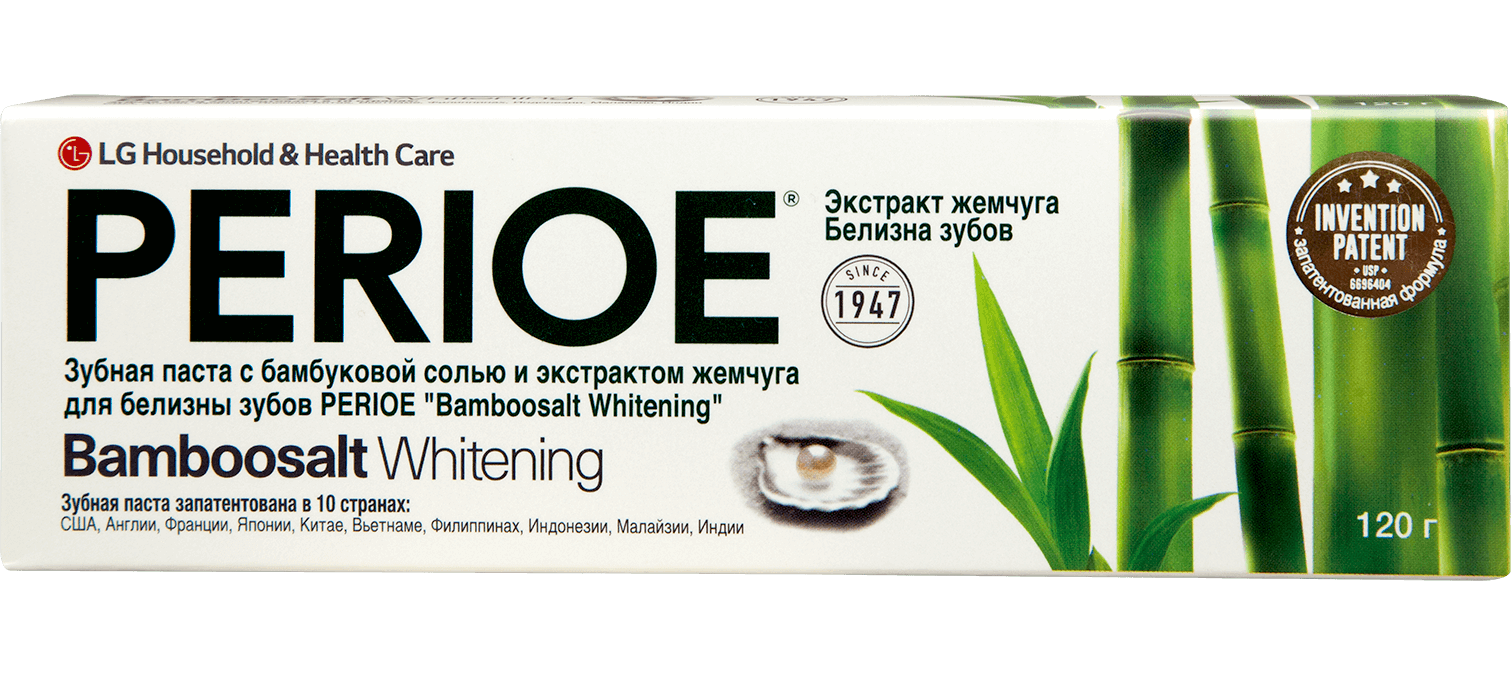 LG Household & Health Care
PERIOE®
Экстракт жемчуга
Белизна зубов
SINCE
1947
Зубная паста с бамбуковой солью и экстрактом жемчуга
для белизны зубов PERIOE "Bamboosalt Whitening"
Bamboosalt Whitening
Зубная паста запатентована в 10 странах:
США, Англии, Франции, Японии, Китае, Вьетнаме, Филиппинах, Индонезии, Малайзии, Индии
INVENTION
PATENT
• USP •
6696404
запатентованная формула
120 г
1947
120 г